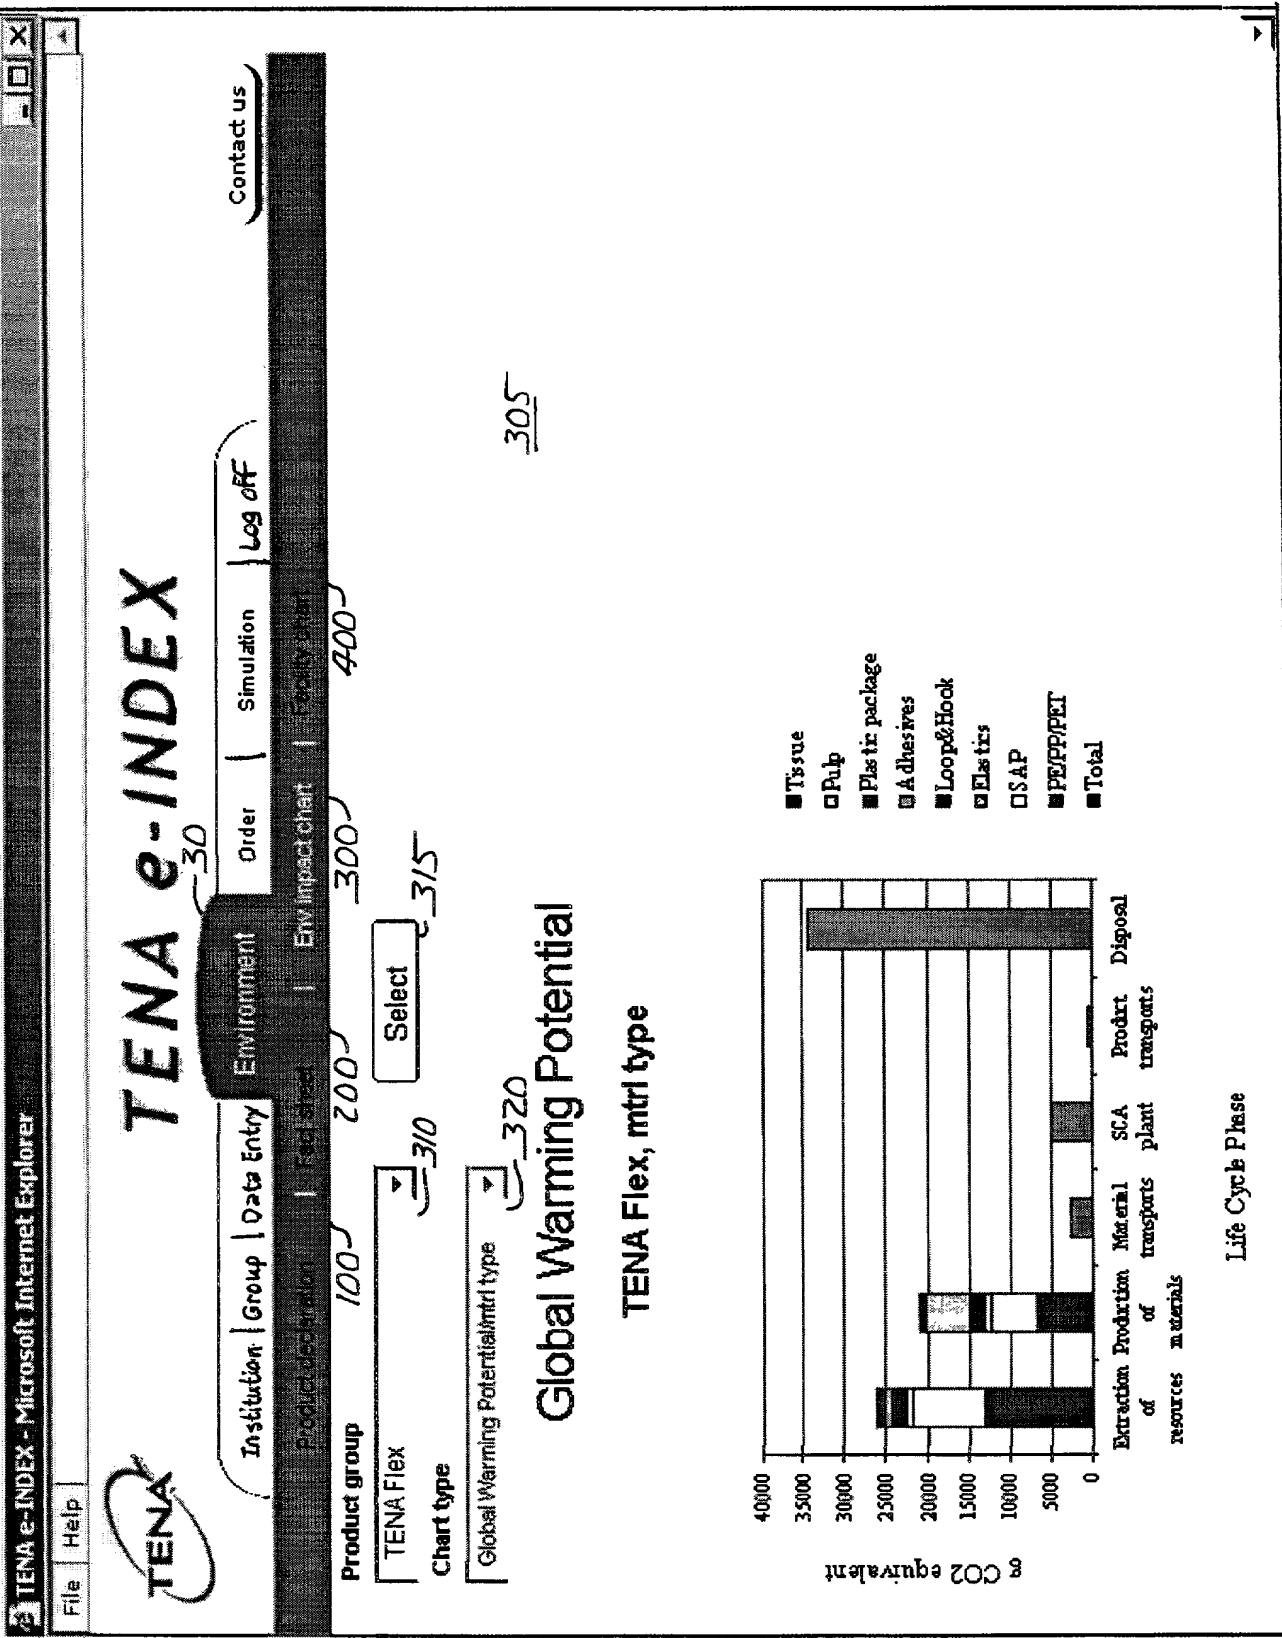 TENA e-INDEX - Microsoft Internet Explorer
File Help
TENA
TENA e-INDEX
30
Institution | Group | Data Entry Environment Order | Simulation | Log off
Contact us
Product declaration | Fact sheet | Env impact chart | Facility chart
100 200 300 400
Product group
TENA Flex
310
Select
315
Chart type
Global Warming Potential/mtrl type
320
305
Global Warming Potential
TENA Flex, mtrl type
g CO2 equivalent
40000
35000
30000
25000
20000
15000
10000
5000
0
Extraction of resources
Production of materials
Material transports
SCA plant
Product transports
Disposal
Life Cycle Phase
Tissue
Pulp
Plastic package
Adhesives
Loop&Hook
Elastics
SAP
PE/PP/PET
Total